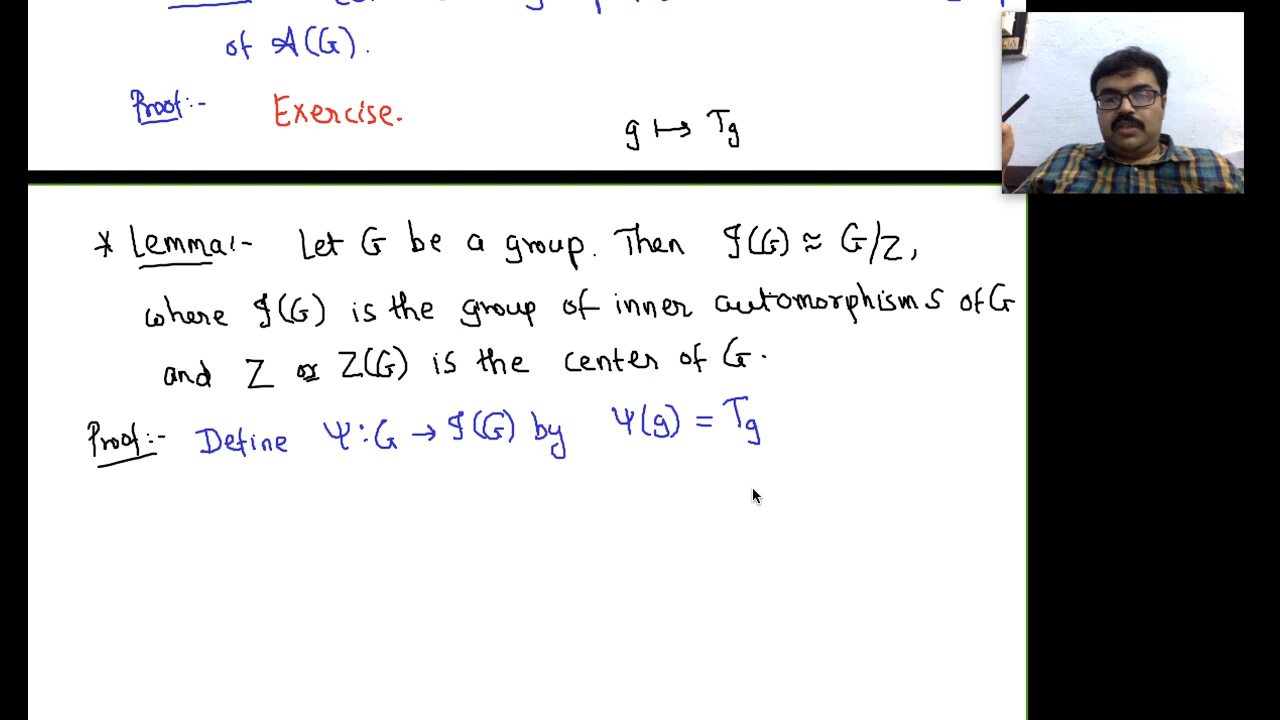 of 𝒜(G).
Proof:- Exercise.
g ↦ T_g
* Lemma:- Let G be a group. Then 𝓘(G) ≈ G/Z,
where 𝓘(G) is the group of inner automorphisms of G
and Z or Z(G) is the center of G.
Proof:- Define Ψ: G → 𝓘(G) by Ψ(g) = T_g